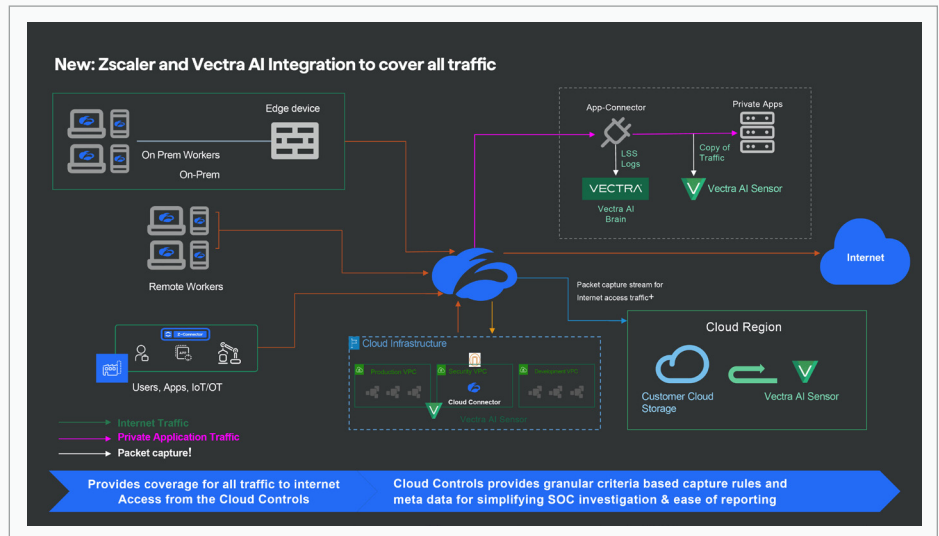 New: Zscaler and Vectra AI Integration to cover all traffic
Edge device
On Prem Workers
On-Prem
Remote Workers
Z-Connector
API
Users, Apps, IoT/OT
App-Connector
Private Apps
LSS
Logs
Copy of
Traffic
VECTRA
Vectra AI
Brain
Vectra AI Sensor
Internet
Packet capture stream for
Internet access traffic+
Cloud Infrastructure
Production VPC
Security VPC
Development VPC
Cloud Connector
Vectra AI Sensor
Cloud Region
Customer Cloud
Storage
Vectra AI Sensor
Internet Traffic
Private Application Traffic
Packet capture!
Provides coverage for all traffic to internet
Access from the Cloud Controls
Cloud Controls provides granular criteria based capture rules and
meta data for simplifying SOC investigation & ease of reporting